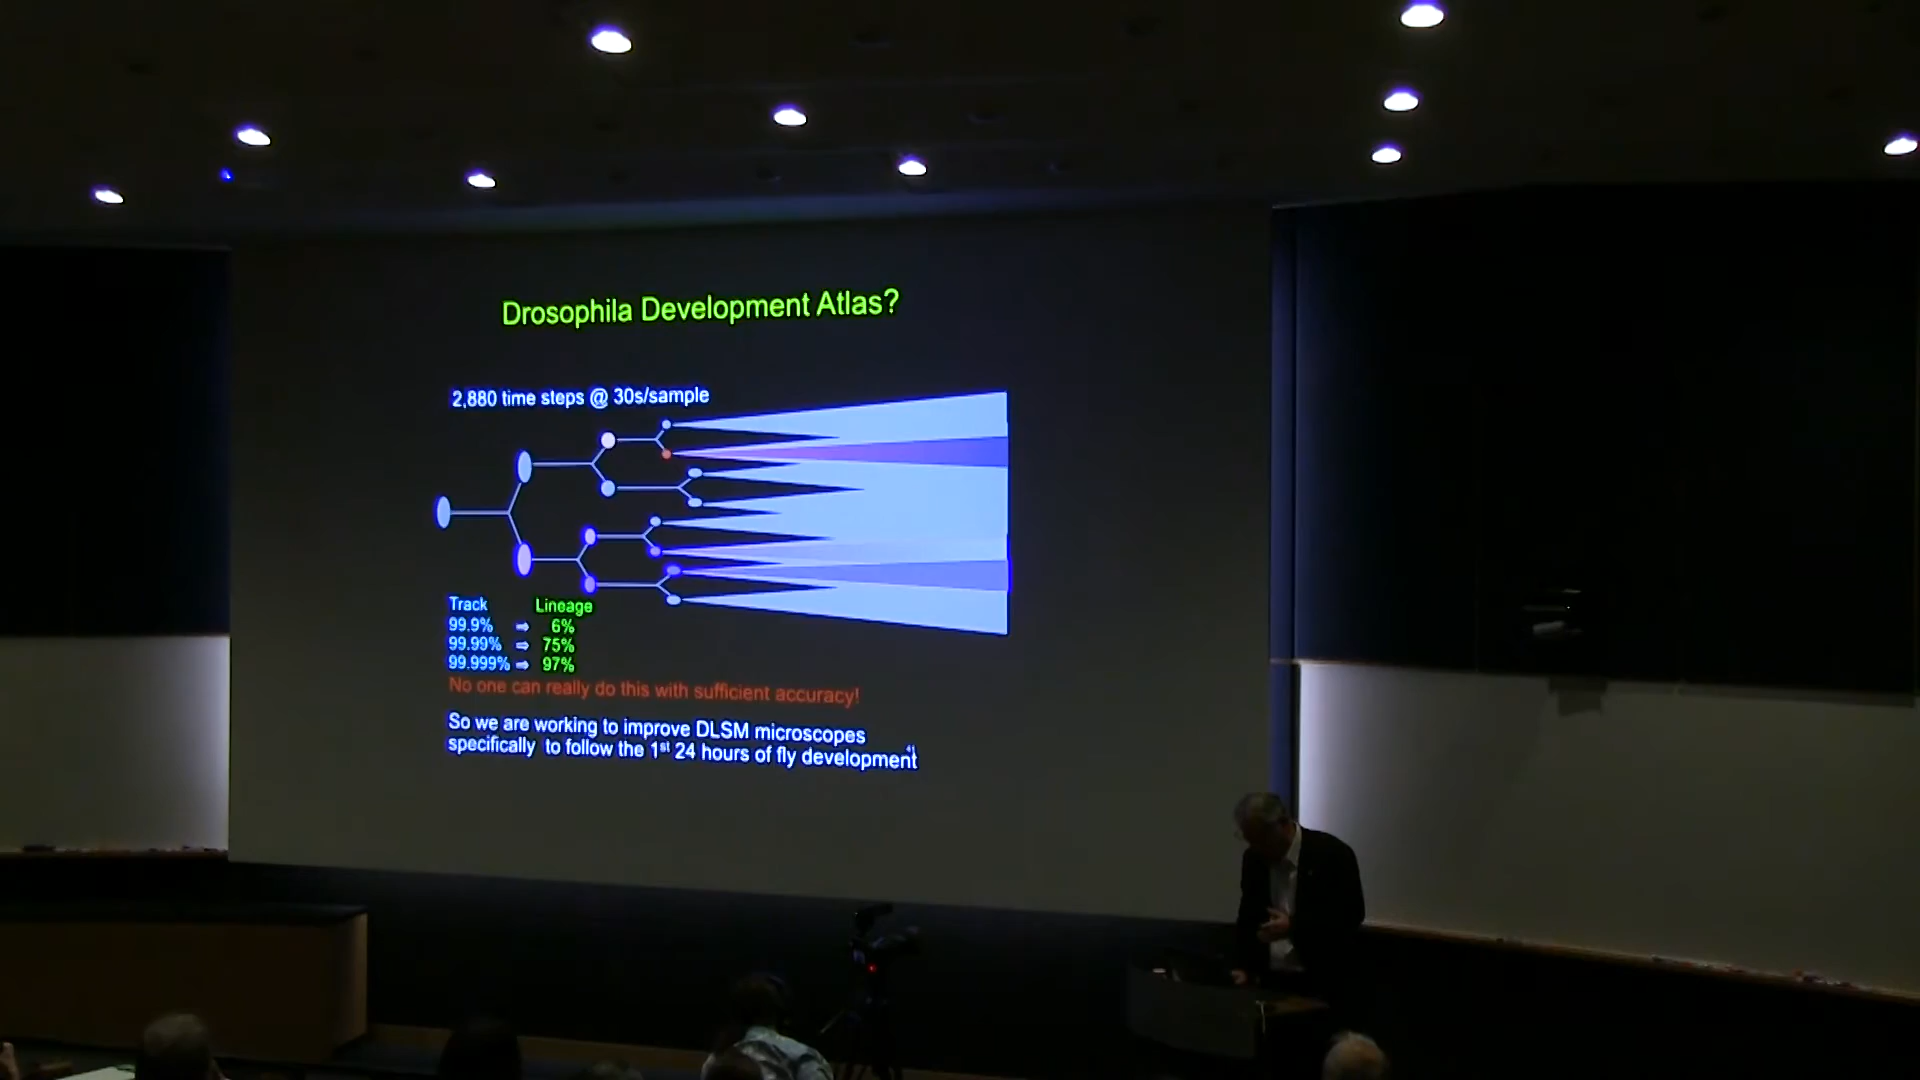 Drosophila Development Atlas?
2,880 time steps @ 30s/sample
Track Lineage
99.9% ⇨ 6%
99.99% ⇨ 75%
99.999% ⇨ 97%
No one can really do this with sufficient accuracy!
So we are working to improve DLSM microscopes
specifically to follow the 1st 24 hours of fly development